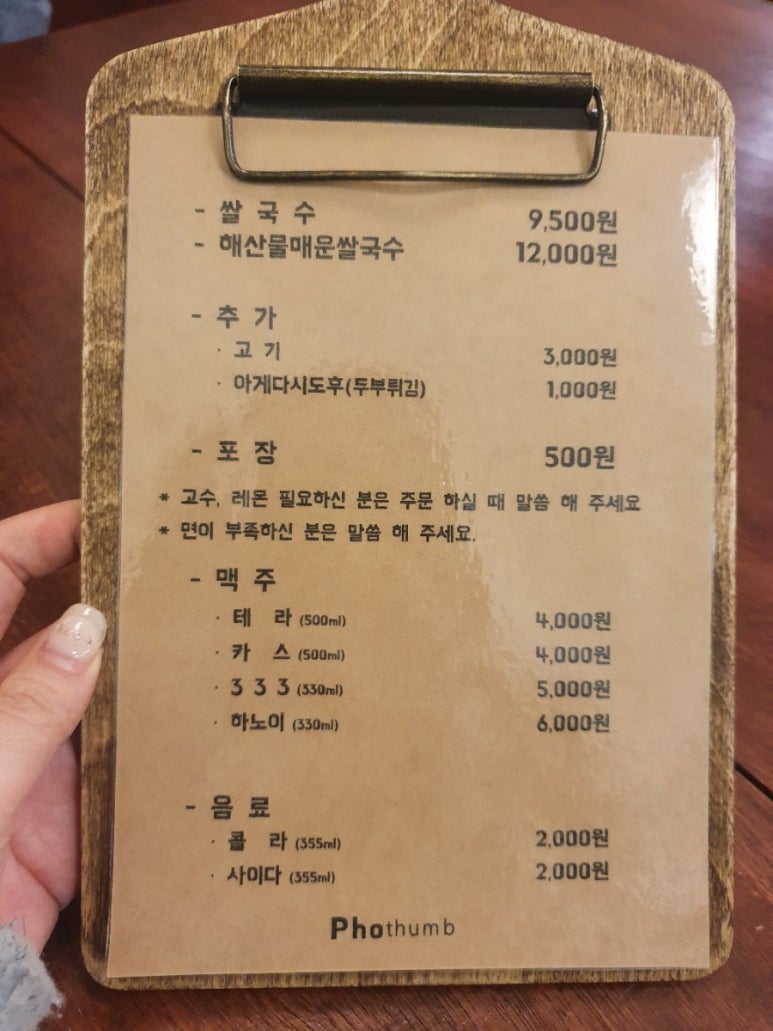 - 쌀 국 수 9,500원
- 해산물매운쌀국수 12,000원
- 추 가
· 고 기 3,000원
· 아게다시도후(두부튀김) 1,000원
- 포 장 500원
* 고수, 레몬 필요하신 분은 주문 하실 때 말씀 해 주세요
* 면이 부족하신 분은 말씀 해 주세요.
- 맥 주
· 테 라 (500ml) 4,000원
· 카 스 (500ml) 4,000원
· 3 3 3 (330ml) 5,000원
· 하노이 (330ml) 6,000원
- 음 료
· 콜 라 (355ml) 2,000원
· 사이다 (355ml) 2,000원
Phothumb